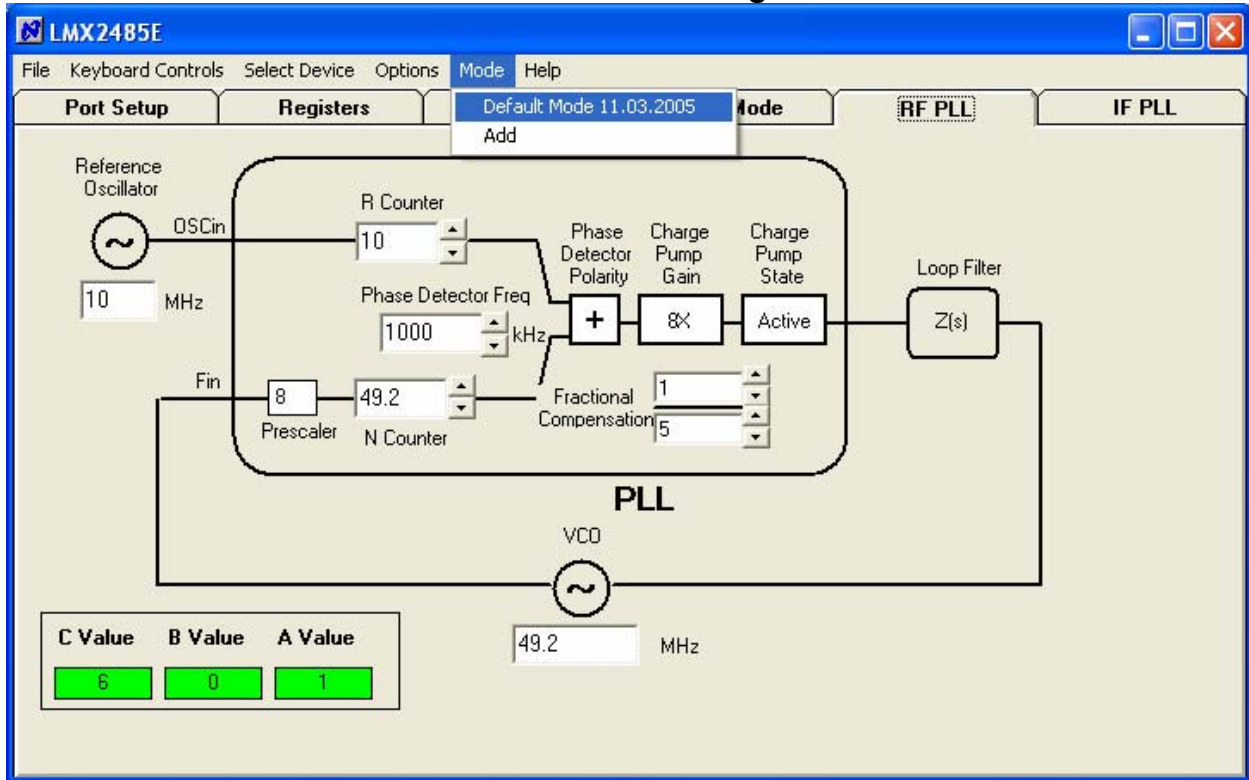 LMX2485E
File Keyboard Controls Select Device Options Mode Help
Default Mode 11.03.2005
Add
Port Setup Registers Mode RF PLL IF PLL
Reference
Oscillator
OSCin
10 MHz
R Counter
10
Phase Detector Freq
1000 kHz
Phase
Detector
Polarity
+
Charge
Pump
Gain
8X
Charge
Pump
State
Active
Loop Filter
Z(s)
Fin
8
Prescaler
49.2
N Counter
Fractional
Compensation
1
5
PLL
VCO
49.2 MHz
C Value B Value A Value
6 0 1